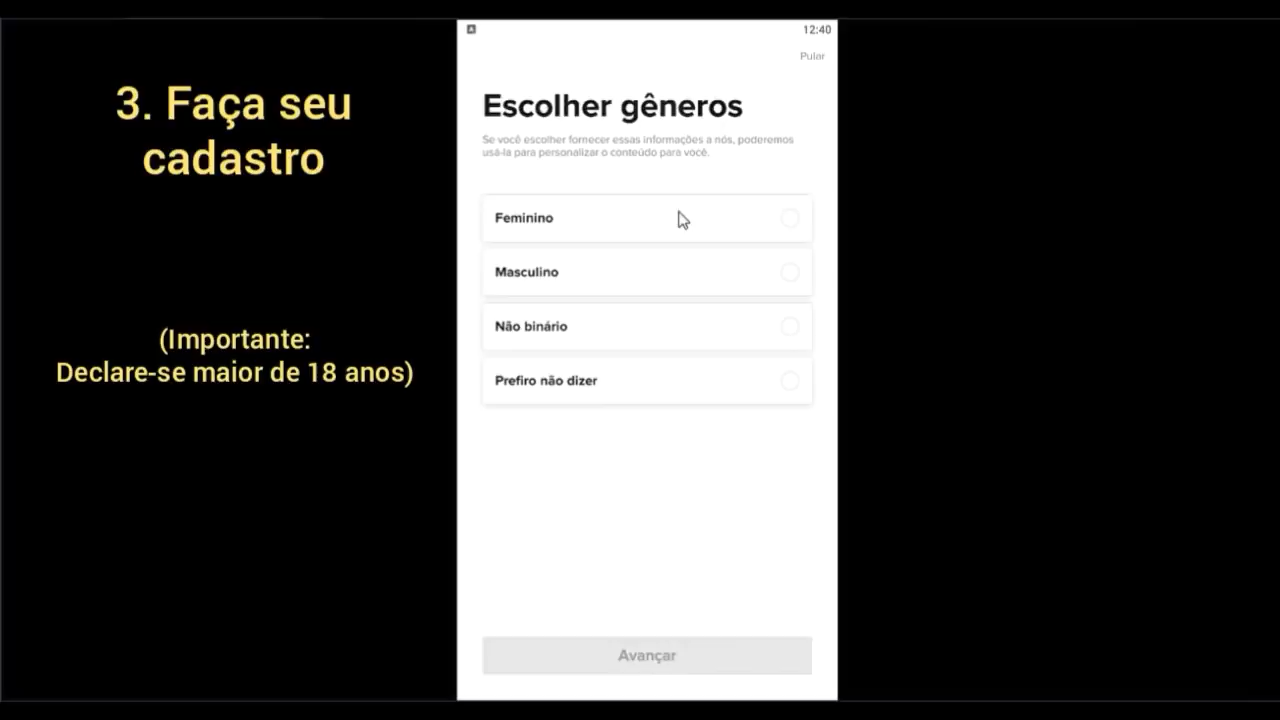 3. Faça seu
cadastro
(Importante:
Declare-se maior de 18 anos)
12:40
Pular
Escolher gêneros
Se você escolher fornecer essas informações a nós, poderemos
usá-la para personalizar o conteúdo para você.
Feminino
Masculino
Não binário
Prefiro não dizer
Avançar